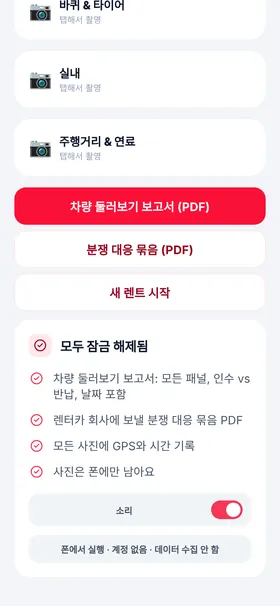 바퀴 & 타이어
탭해서 촬영
실내
탭해서 촬영
주행거리 & 연료
탭해서 촬영
차량 둘러보기 보고서 (PDF)
분쟁 대응 묶음 (PDF)
새 렌트 시작
모두 잠금 해제됨
차량 둘러보기 보고서: 모든 패널, 인수 vs
반납, 날짜 포함
렌터카 회사에 보낼 분쟁 대응 묶음 PDF
모든 사진에 GPS와 시간 기록
사진은 폰에만 남아요
소리
폰에서 실행 · 계정 없음 · 데이터 수집 안 함